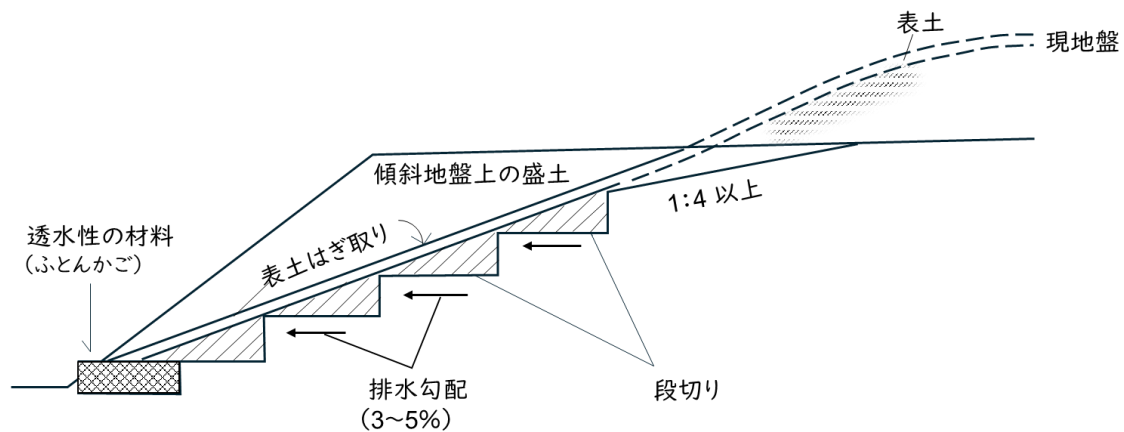 表土
現地盤
傾斜地盤上の盛土
1:4 以上
透水性の材料
(ふとんかご)
表土はぎ取り
排水勾配
(3～5%)
段切り